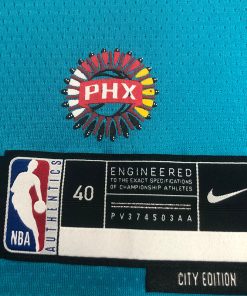 PHX
NBA
AUTHENTICS
40
ENGINEERED
TO THE EXACT SPECIFICATIONS
OF CHAMPIONSHIP ATHLETES
PV374503AA
CITY EDITION